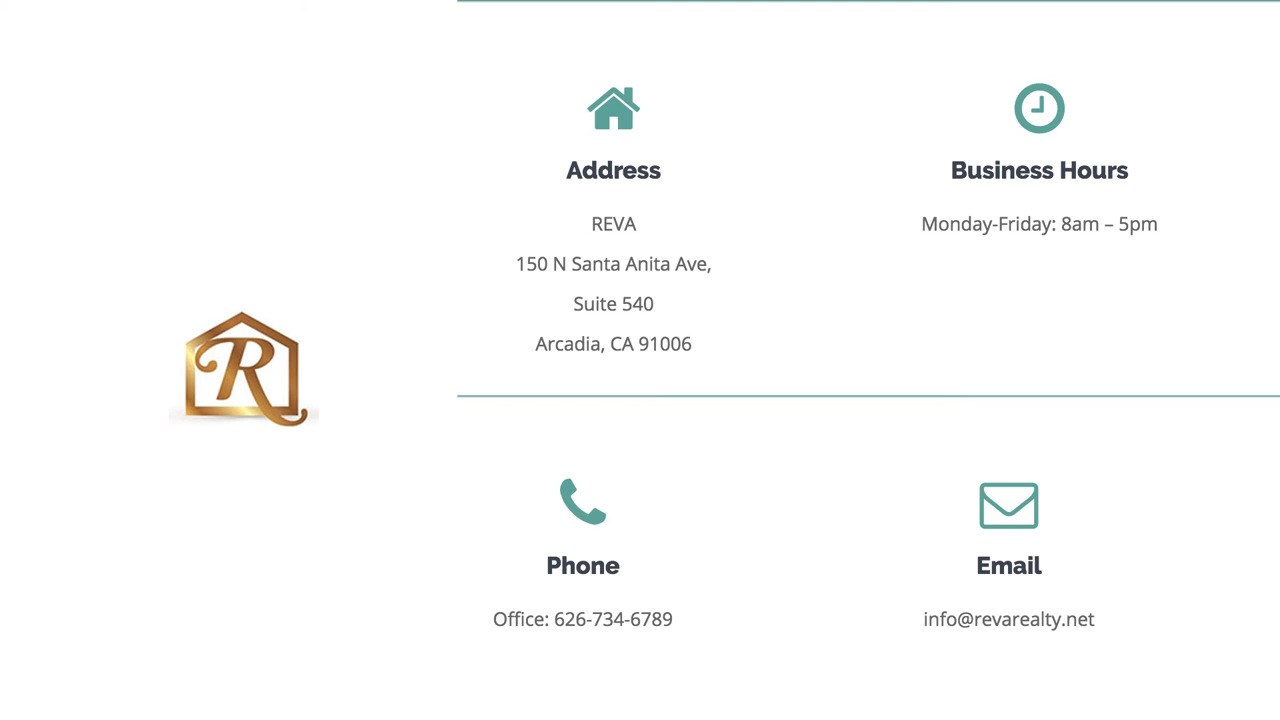 Address
REVA
150 N Santa Anita Ave,
Suite 540
Arcadia, CA 91006
Business Hours
Monday-Friday: 8am – 5pm
R
Phone
Office: 626-734-6789
Email
info@revarealty.net